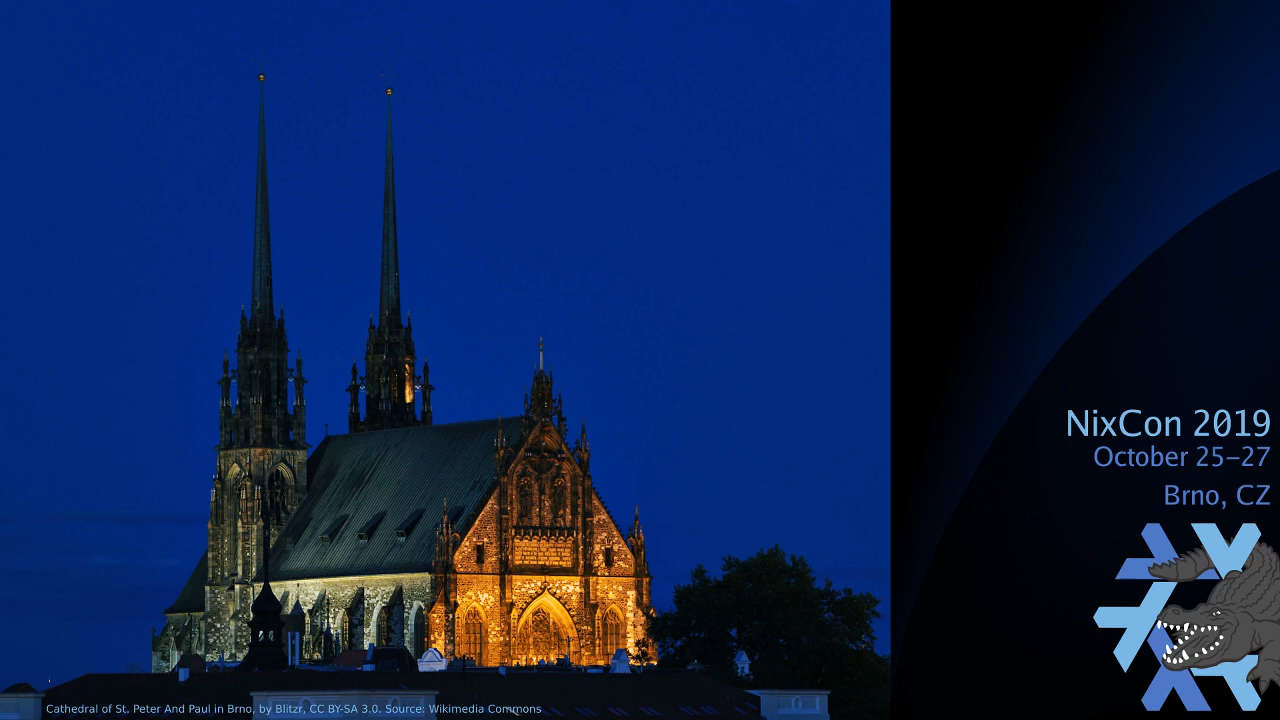 NixCon 2019
October 25–27
Brno, CZ
Cathedral of St. Peter And Paul in Brno, by Blitzr, CC BY-SA 3.0. Source: Wikimedia Commons